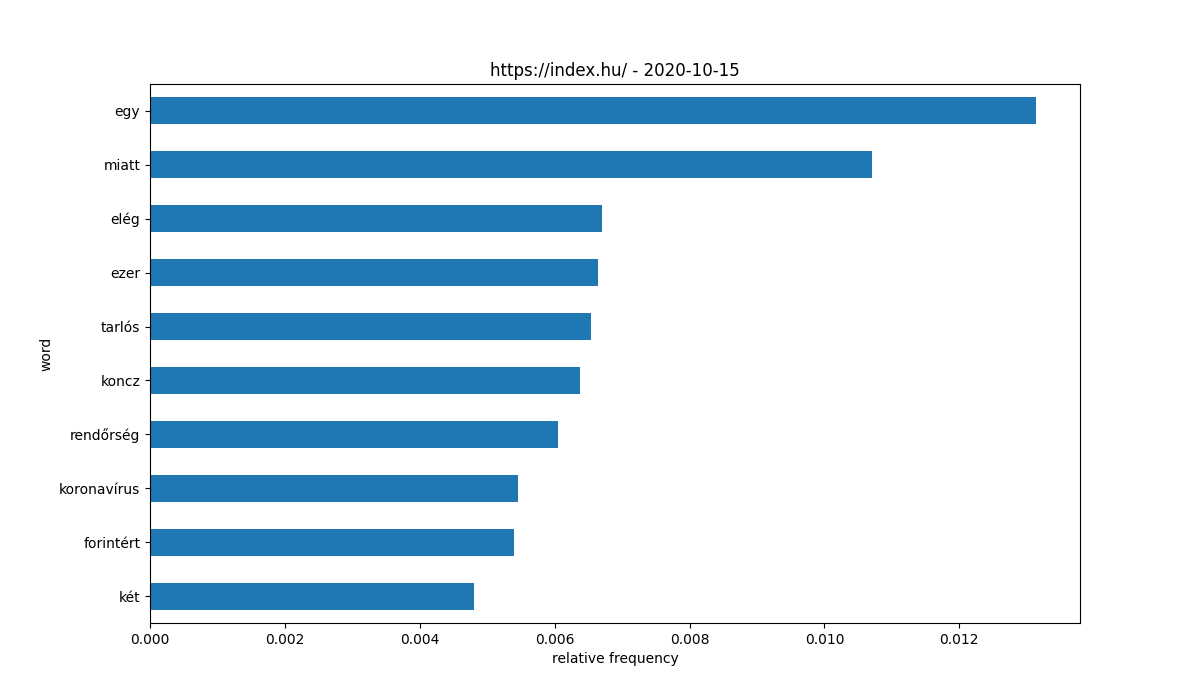 https://index.hu/ - 2020-10-15
egy
miatt
elég
ezer
tarlós
koncz
rendőrség
koronavírus
forintért
két
word
0.000 0.002 0.004 0.006 0.008 0.010 0.012
relative frequency